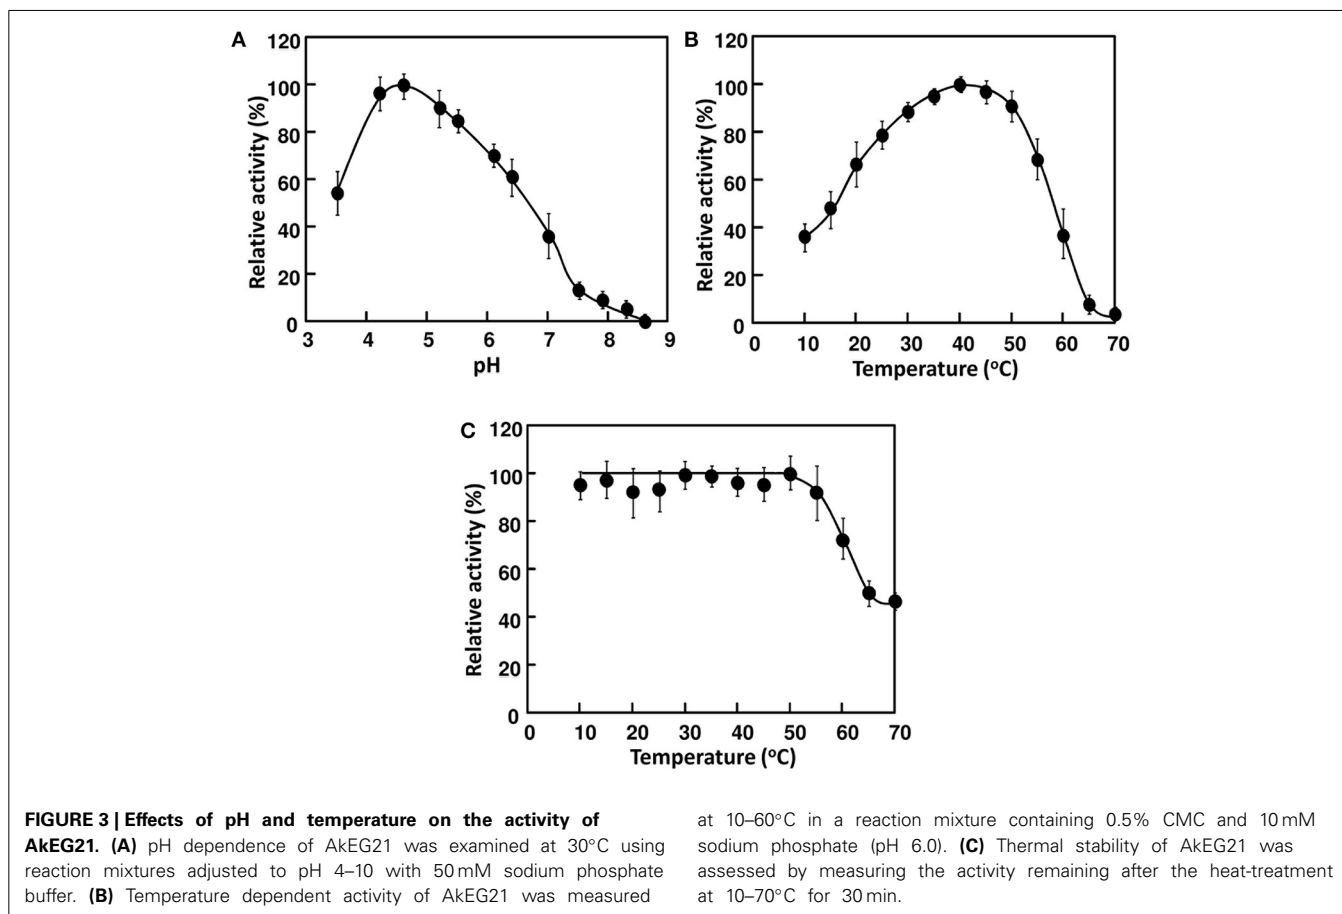 A
120
100
80
60
40
20
0
Relative activity (%)
3 4 5 6 7 8 9
pH
B
120
100
80
60
40
20
0
Relative activity (%)
0 10 20 30 40 50 60 70
Temperature (°C)
C
120
100
80
60
40
20
0
Relative activity (%)
0 10 20 30 40 50 60 70
Temperature (°C)
FIGURE 3 | Effects of pH and temperature on the activity of
AkEG21. (A) pH dependence of AkEG21 was examined at 30°C using
reaction mixtures adjusted to pH 4–10 with 50 mM sodium phosphate
buffer. (B) Temperature dependent activity of AkEG21 was measured
at 10–60°C in a reaction mixture containing 0.5% CMC and 10 mM
sodium phosphate (pH 6.0). (C) Thermal stability of AkEG21 was
assessed by measuring the activity remaining after the heat-treatment
at 10–70°C for 30 min.